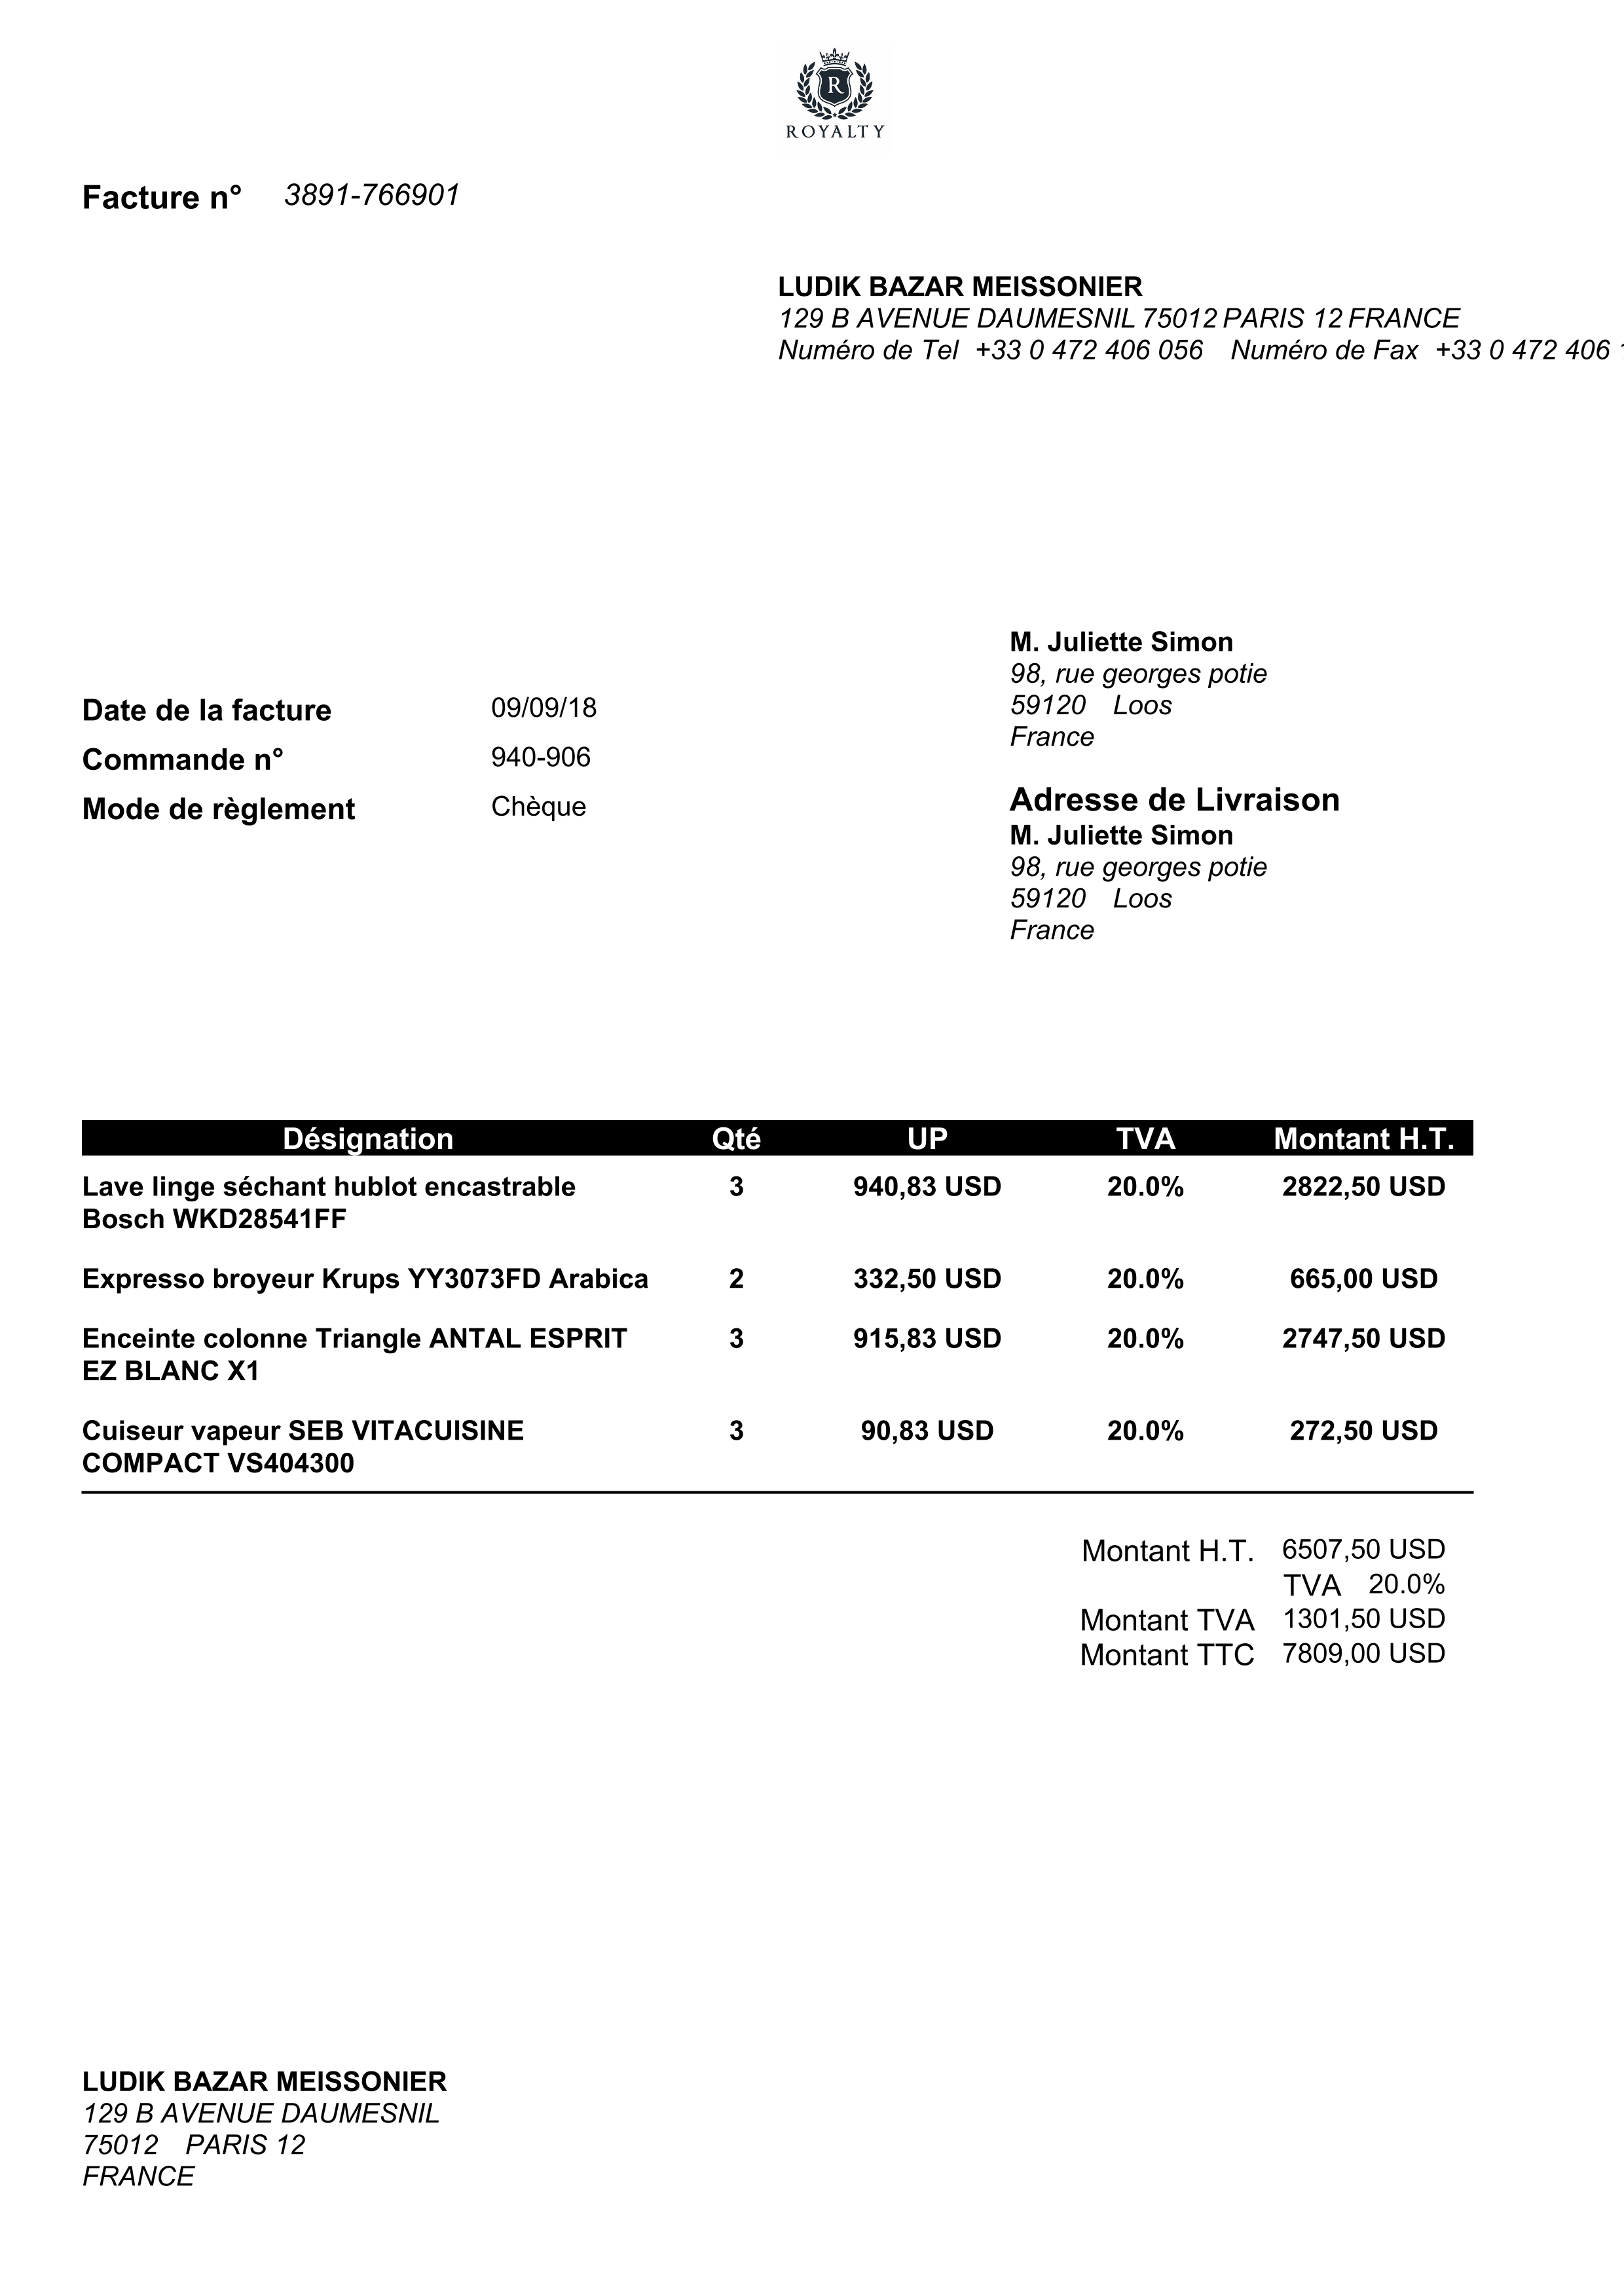 R
ROYALTY
Facture n° 3891-766901
LUDIK BAZAR MEISSONIER
129 B AVENUE DAUMESNIL 75012 PARIS 12 FRANCE
Numéro de Tel +33 0 472 406 056 Numéro de Fax +33 0 472 406
M. Juliette Simon
98, rue georges potie
59120 Loos
France
Date de la facture 09/09/18
Commande n° 940-906
Mode de règlement Chèque
Adresse de Livraison
M. Juliette Simon
98, rue georges potie
59120 Loos
France
Désignation Qté UP TVA Montant H.T.
Lave linge séchant hublot encastrable 3 940,83 USD 20.0% 2822,50 USD
Bosch WKD28541FF
Expresso broyeur Krups YY3073FD Arabica 2 332,50 USD 20.0% 665,00 USD
Enceinte colonne Triangle ANTAL ESPRIT 3 915,83 USD 20.0% 2747,50 USD
EZ BLANC X1
Cuiseur vapeur SEB VITACUISINE 3 90,83 USD 20.0% 272,50 USD
COMPACT VS404300
Montant H.T. 6507,50 USD
TVA 20.0%
Montant TVA 1301,50 USD
Montant TTC 7809,00 USD
LUDIK BAZAR MEISSONIER
129 B AVENUE DAUMESNIL
75012 PARIS 12
FRANCE